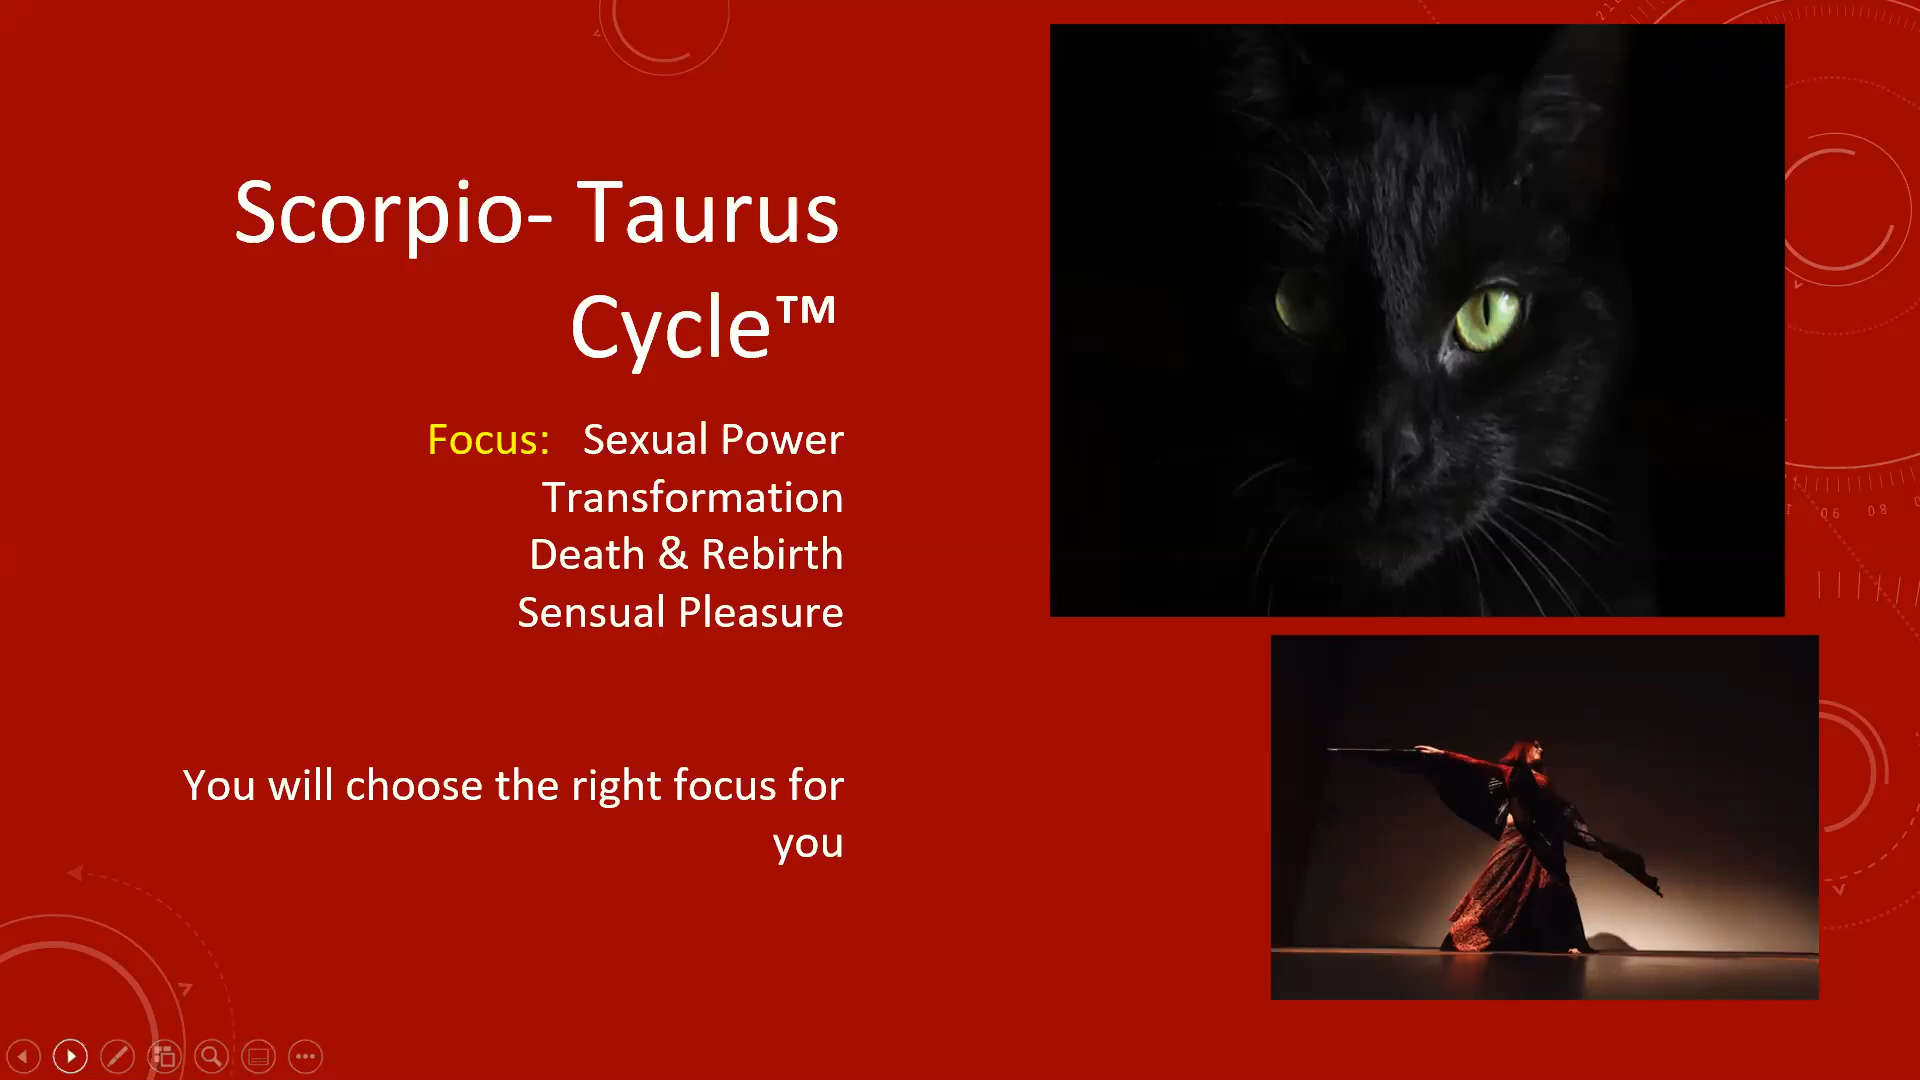 Scorpio- Taurus
Cycle™
Focus: Sexual Power
Transformation
Death & Rebirth
Sensual Pleasure
You will choose the right focus for
you